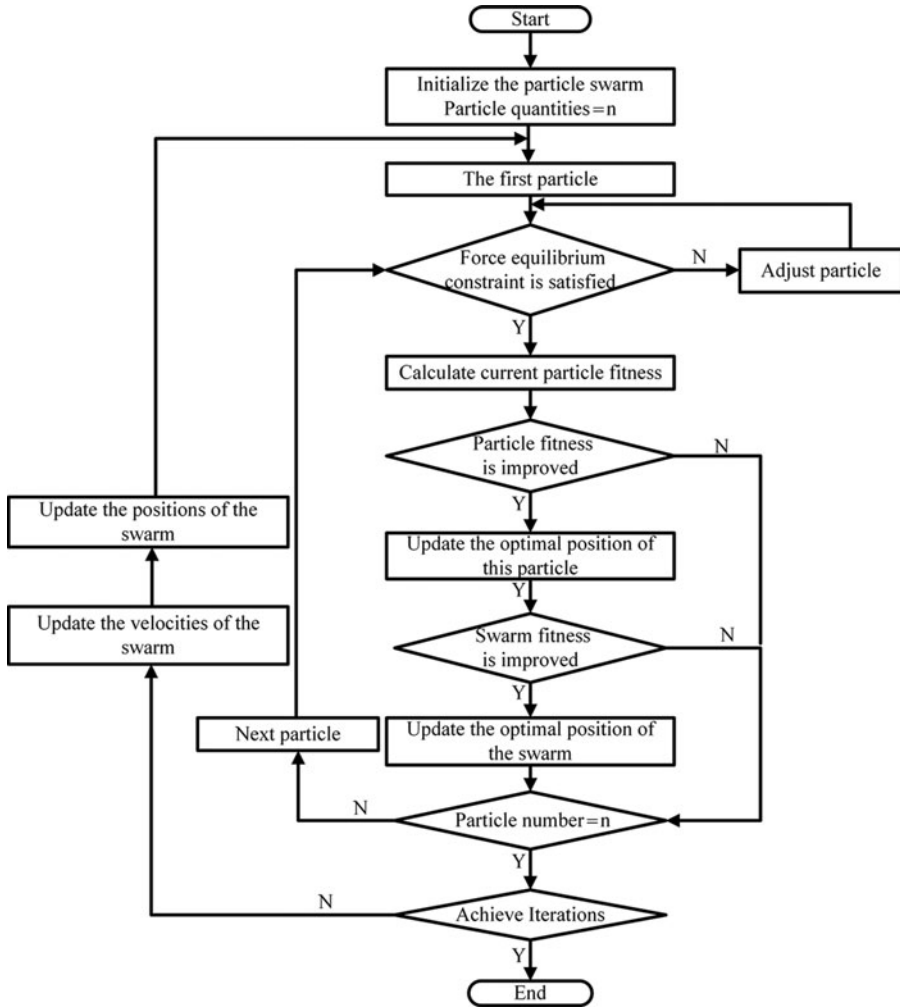 Start
Initialize the particle swarm
Particle quantities=n
The first particle
Force equilibrium
constraint is satisfied
N
Adjust particle
Y
Calculate current particle fitness
Particle fitness
is improved
N
Y
Update the optimal position of
this particle
Y
Swarm fitness
is improved
N
Y
Update the optimal position of
the swarm
Update the positions of the
swarm
Update the velocities of the
swarm
Next particle
N
Particle number=n
Y
N
Achieve Iterations
Y
End